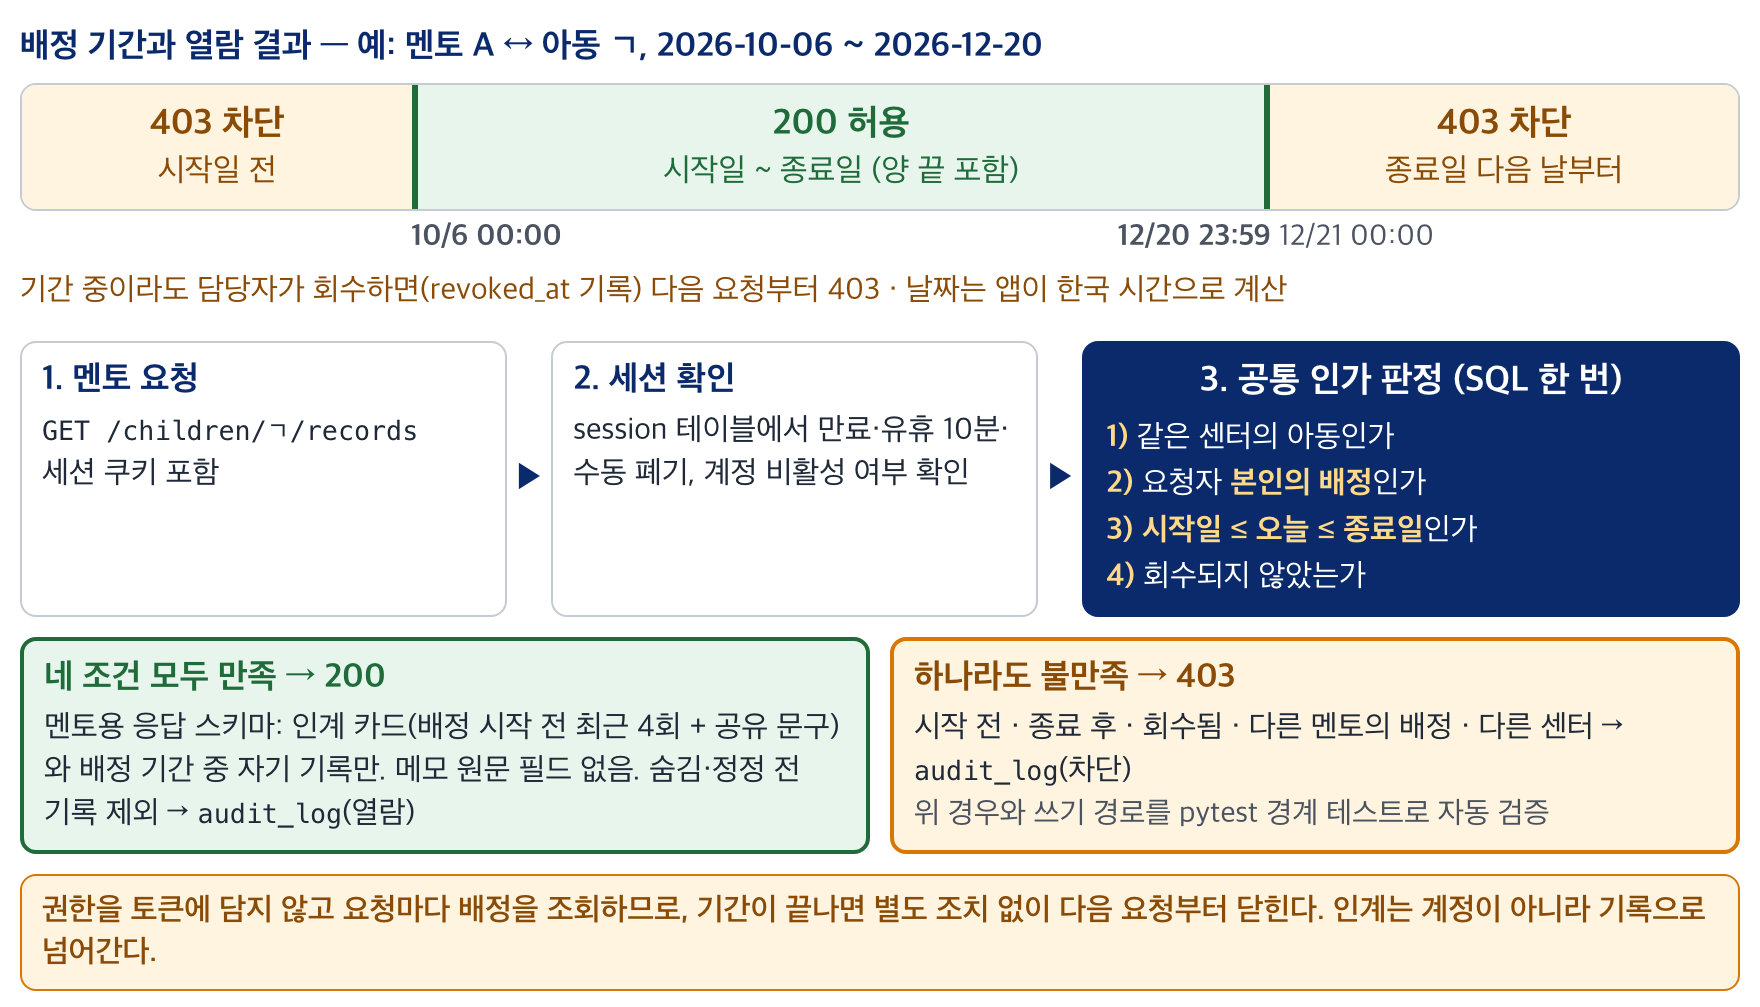 배정 기간과 열람 결과 — 예: 멘토 A ↔ 아동 ㄱ, 2026-10-06 ~ 2026-12-20
403 차단
시작일 전
200 허용
시작일 ~ 종료일 (양 끝 포함)
403 차단
종료일 다음 날부터
10/6 00:00
12/20 23:59 12/21 00:00
기간 중이라도 담당자가 회수하면(revoked_at 기록) 다음 요청부터 403 · 날짜는 앱이 한국 시간으로 계산
1. 멘토 요청
GET /children/ㄱ/records
세션 쿠키 포함
▶
2. 세션 확인
session 테이블에서 만료·유휴 10분·
수동 폐기, 계정 비활성 여부 확인
▶
3. 공통 인가 판정 (SQL 한 번)
1) 같은 센터의 아동인가
2) 요청자 본인의 배정인가
3) 시작일 ≤ 오늘 ≤ 종료일인가
4) 회수되지 않았는가
네 조건 모두 만족 → 200
멘토용 응답 스키마: 인계 카드(배정 시작 전 최근 4회 + 공유 문구)
와 배정 기간 중 자기 기록만. 메모 원문 필드 없음. 숨김·정정 전
기록 제외 → audit_log(열람)
하나라도 불만족 → 403
시작 전 · 종료 후 · 회수됨 · 다른 멘토의 배정 · 다른 센터 →
audit_log(차단)
위 경우와 쓰기 경로를 pytest 경계 테스트로 자동 검증
권한을 토큰에 담지 않고 요청마다 배정을 조회하므로, 기간이 끝나면 별도 조치 없이 다음 요청부터 닫힌다. 인계는 계정이 아니라 기록으로
넘어간다.